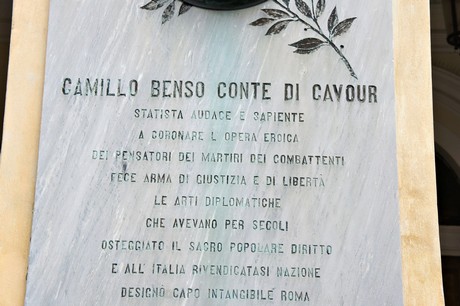 CAMILLO BENSO CONTE DI CAVOUR
STATISTA AUDACE E SAPIENTE
A CORONARE L OPERA EROICA
DEI PENSATORI DEI MARTIRI DEI COMBATTENTI
FECE ARMA DI GIUSTIZIA E DI LIBERTÀ
LE ARTI DIPLOMATICHE
CHE AVEVANO PER SECOLI
OSTEGGIATO IL SACRO POPOLARE DIRITTO
E ALL'ITALIA RIVENDICATASI NAZIONE
DESIGNO CAPO INTANGIBILE ROMA